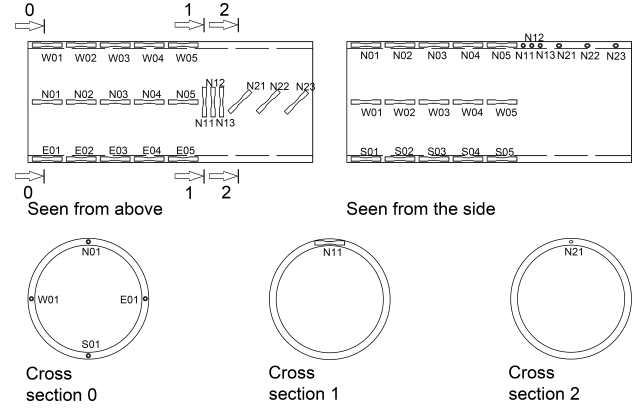 0 1 2
W01 W02 W03 W04 W05
N01 N02 N03 N04 N05 N12 N21 N22 N23
N11 N13
E01 E02 E03 E04 E05
0 1 2
Seen from above
N12
N01 N02 N03 N04 N05 N11 N13 N21 N22 N23
W01 W02 W03 W04 W05
S01 S02 S03 S04 S05
Seen from the side
N01
W01 E01
S01
Cross
section 0
N11
Cross
section 1
N21
Cross
section 2